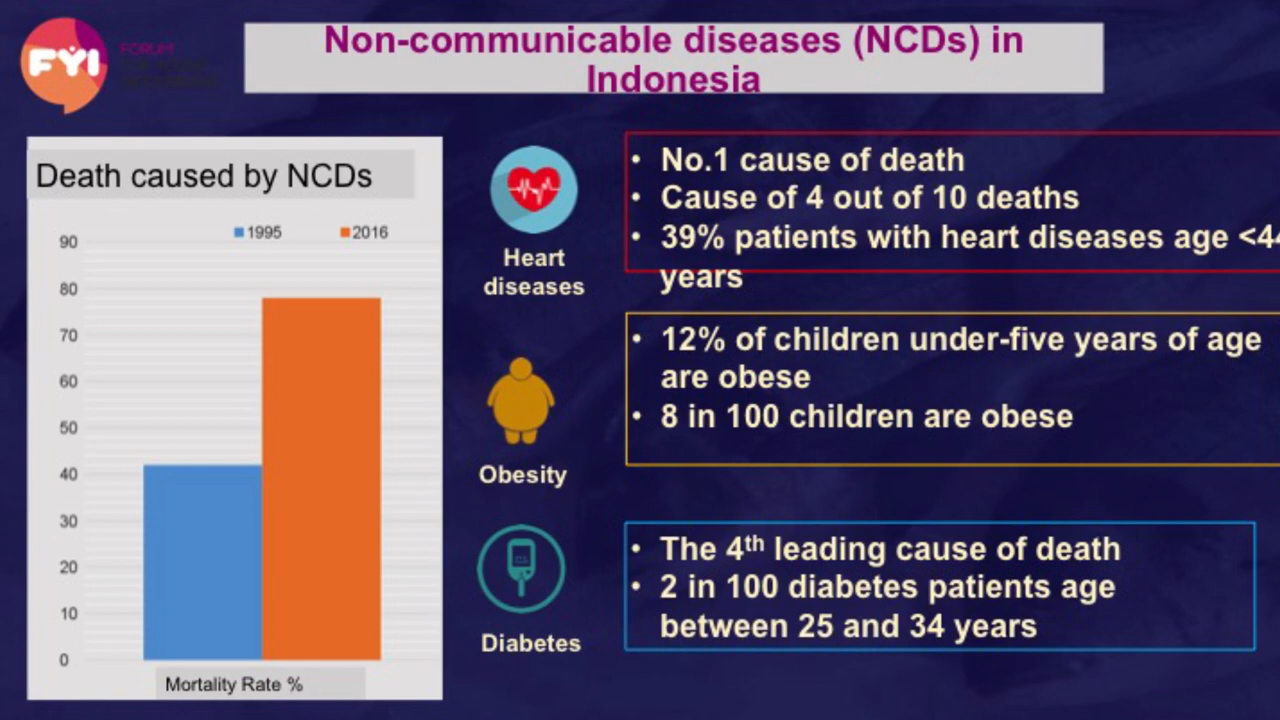 FYI
FORUM
Non-communicable diseases (NCDs) in
Indonesia
Death caused by NCDs
1995
2016
90
80
70
60
50
40
30
20
10
0
Mortality Rate %
Heart
diseases
• No.1 cause of death
• Cause of 4 out of 10 deaths
• 39% patients with heart diseases age <44
years
Obesity
• 12% of children under-five years of age
are obese
• 8 in 100 children are obese
Diabetes
• The 4th leading cause of death
• 2 in 100 diabetes patients age
between 25 and 34 years